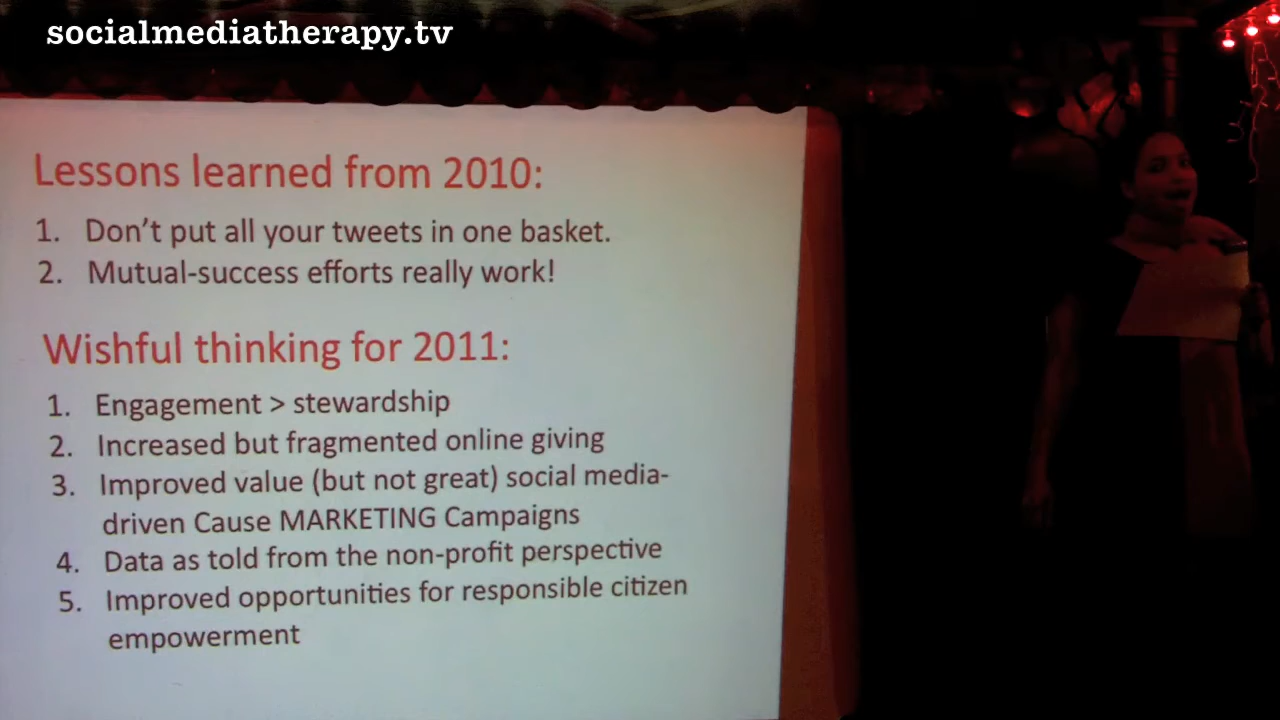 socialmediatherapy.tv
Lessons learned from 2010:
1. Don't put all your tweets in one basket.
2. Mutual-success efforts really work!
Wishful thinking for 2011:
1. Engagement > stewardship
2. Increased but fragmented online giving
3. Improved value (but not great) social media-
driven Cause MARKETING Campaigns
4. Data as told from the non-profit perspective
5. Improved opportunities for responsible citizen
empowerment